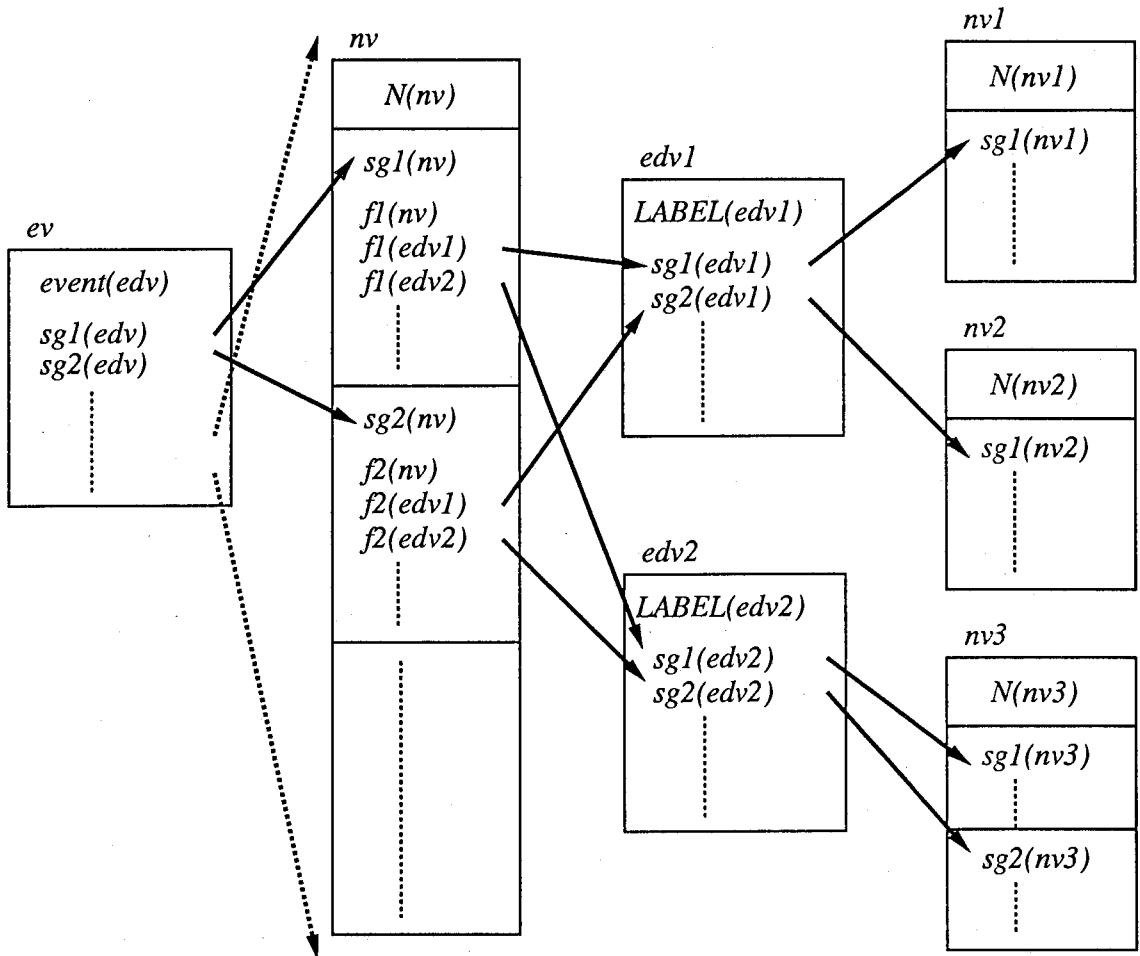 ev
event(edv)
sg1(edv)
sg2(edv)
nv
N(nv)
sg1(nv)
f1(nv)
f1(edv1)
f1(edv2)
sg2(nv)
f2(nv)
f2(edv1)
f2(edv2)
edv1
LABEL(edv1)
sg1(edv1)
sg2(edv1)
edv2
LABEL(edv2)
sg1(edv2)
sg2(edv2)
nv1
N(nv1)
sg1(nv1)
nv2
N(nv2)
sg1(nv2)
nv3
N(nv3)
sg1(nv3)
sg2(nv3)